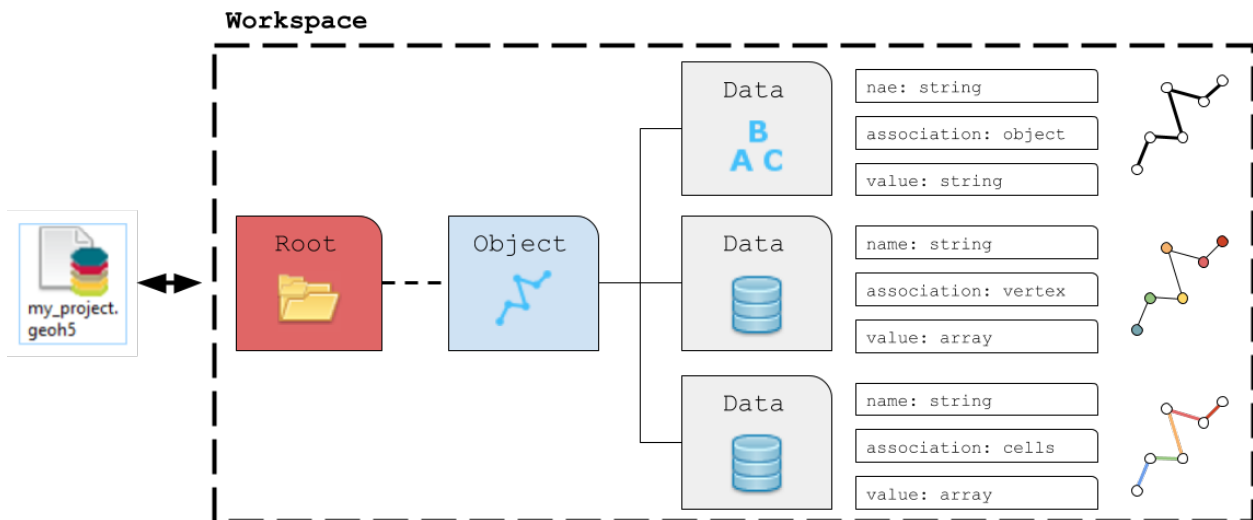 Workspace
my_project.
geoh5
Root
Object
Data
B
A C
nae: string
association: object
value: string
Data
name: string
association: vertex
value: array
Data
name: string
association: cells
value: array